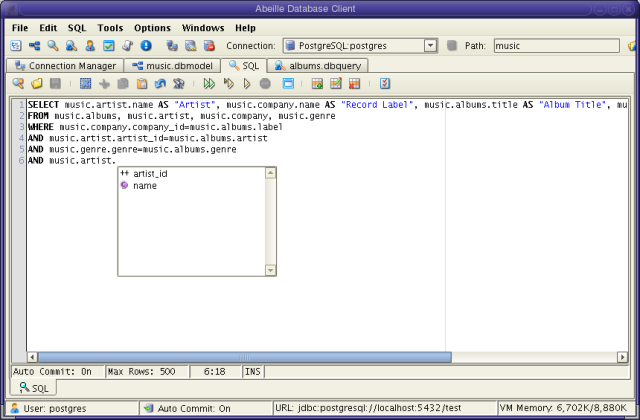 Abeille Database Client
File Edit SQL Tools Options Windows Help
Connection: PostgreSQL:postgres Path: music
Connection Manager music.dbmodel SQL albums.dbquery
1 SELECT music.artist.name AS "Artist", music.company.name AS "Record Label", music.albums.title AS "Album Title", mu
2 FROM music.albums, music.artist, music.company, music.genre
3 WHERE music.company.company_id=music.albums.label
4 AND music.artist.artist_id=music.albums.artist
5 AND music.genre.genre=music.albums.genre
6 AND music.artist.
artist_id
name
Auto Commit: On Max Rows: 500 6:18 INS
SQL
User: postgres Auto Commit: On URL: jdbc:postgresql://localhost:5432/test VM Memory: 6,702K/8,880K